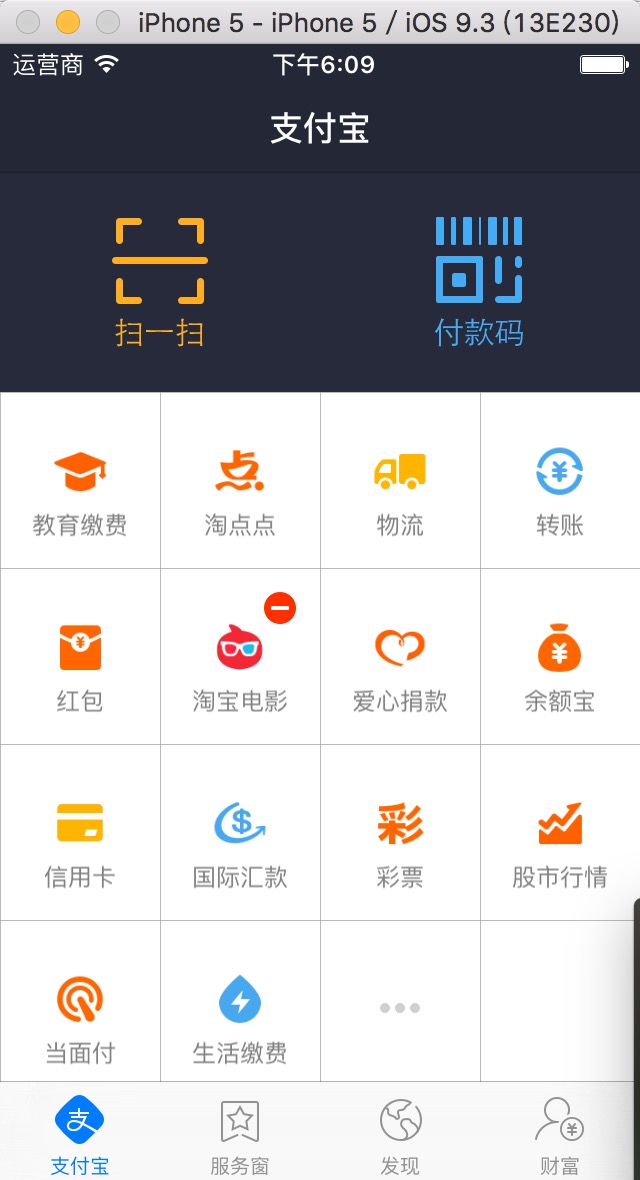 iPhone 5 - iPhone 5 / iOS 9.3 (13E230)
运营商 下午6:09
支付宝
扫一扫 付款码
教育缴费 淘点点 物流 转账
红包 淘宝电影 爱心捐款 余额宝
信用卡 国际汇款 彩票 股市行情
当面付 生活缴费
支付宝 服务窗 发现 财富